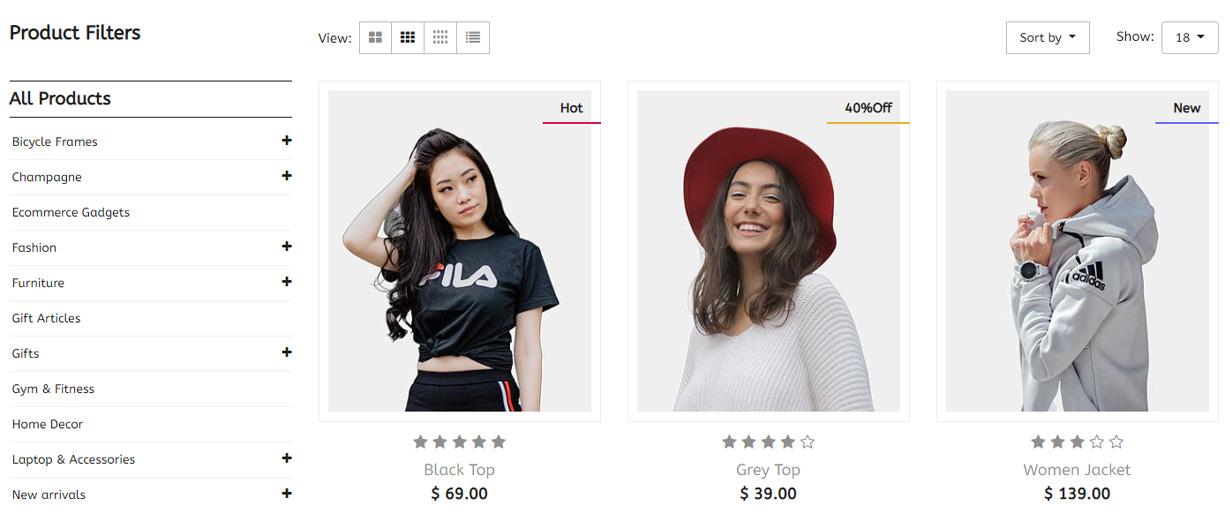 Product Filters
View:
Sort by
Show:
18
All Products
Bicycle Frames
Champagne
Ecommerce Gadgets
Fashion
Furniture
Gift Articles
Gifts
Gym & Fitness
Home Decor
Laptop & Accessories
New arrivals
Hot
FILA
Black Top
$ 69.00
40%Off
Grey Top
$ 39.00
New
adidas
Women Jacket
$ 139.00